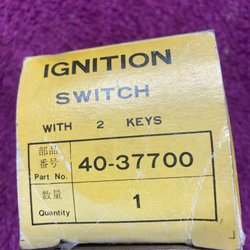 IGNITION
SWITCH
WITH 2 KEYS
部品
番号
Part No.
40-37700
数量
Quantity
1